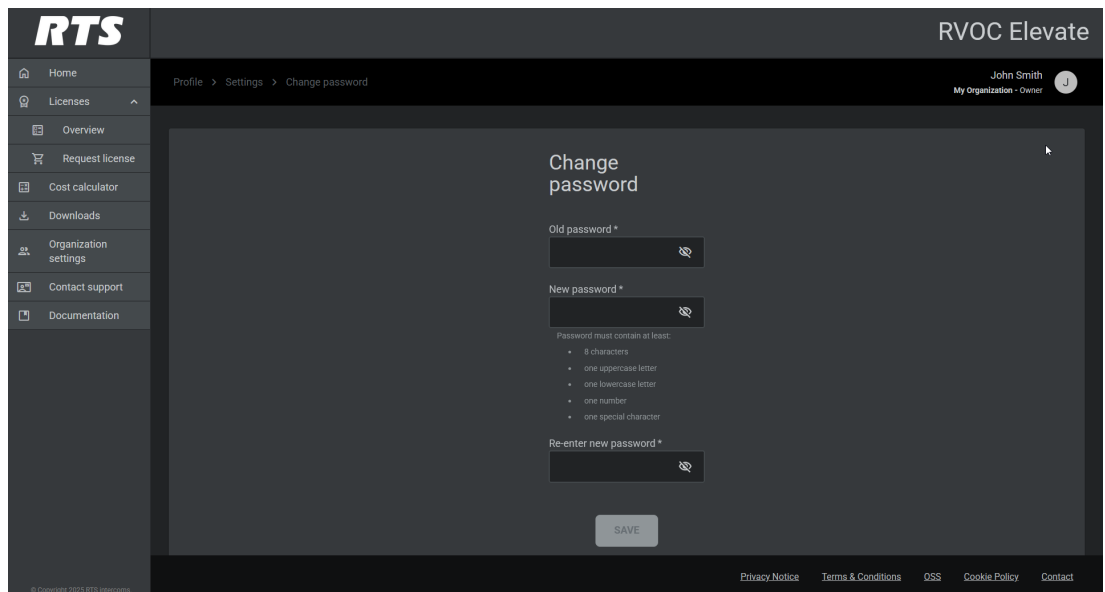 RTS
RVOC Elevate
Home
Licenses
Overview
Request license
Cost calculator
Downloads
Organization
settings
Contact support
Documentation
© Copyright 2025 RTS Intercoms
Profile > Settings > Change password
John Smith
My Organization - Owner
J
Change
password
Old password *
New password *
Password must contain at least:
• 8 characters
• one uppercase letter
• one lowercase letter
• one number
• one special character
Re-enter new password *
SAVE
Privacy Notice Terms & Conditions OSS Cookie Policy Contact